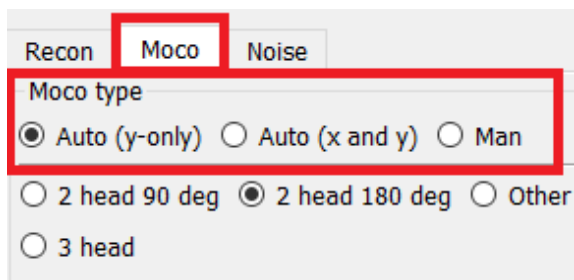 Recon Moco Noise
Moco type
Auto (y-only) Auto (x and y) Man
2 head 90 deg 2 head 180 deg Other
3 head